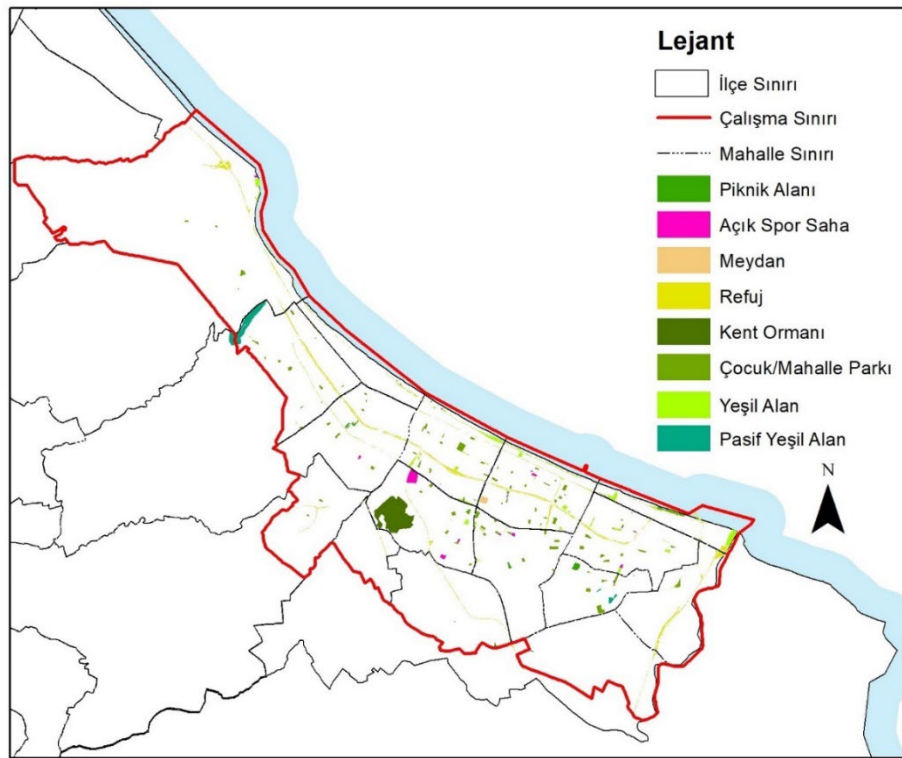 Lejant
İlçe Sınırı
Çalışma Sınırı
Mahalle Sınırı
Piknik Alanı
Açık Spor Saha
Meydan
Refuj
Kent Ormanı
Çocuk/Mahalle Parkı
Yeşil Alan
Pasif Yeşil Alan
N